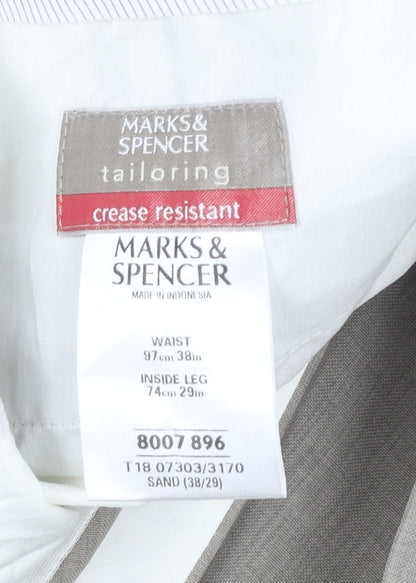 MARKS&
SPENCER
tailoring
crease resistant
MARKS &
SPENCER
MADE IN INDONESIA
WAIST
97cm 38in
INSIDE LEG
74cm 29in
8007 896
T18 07303/3170
SAND (38/29)